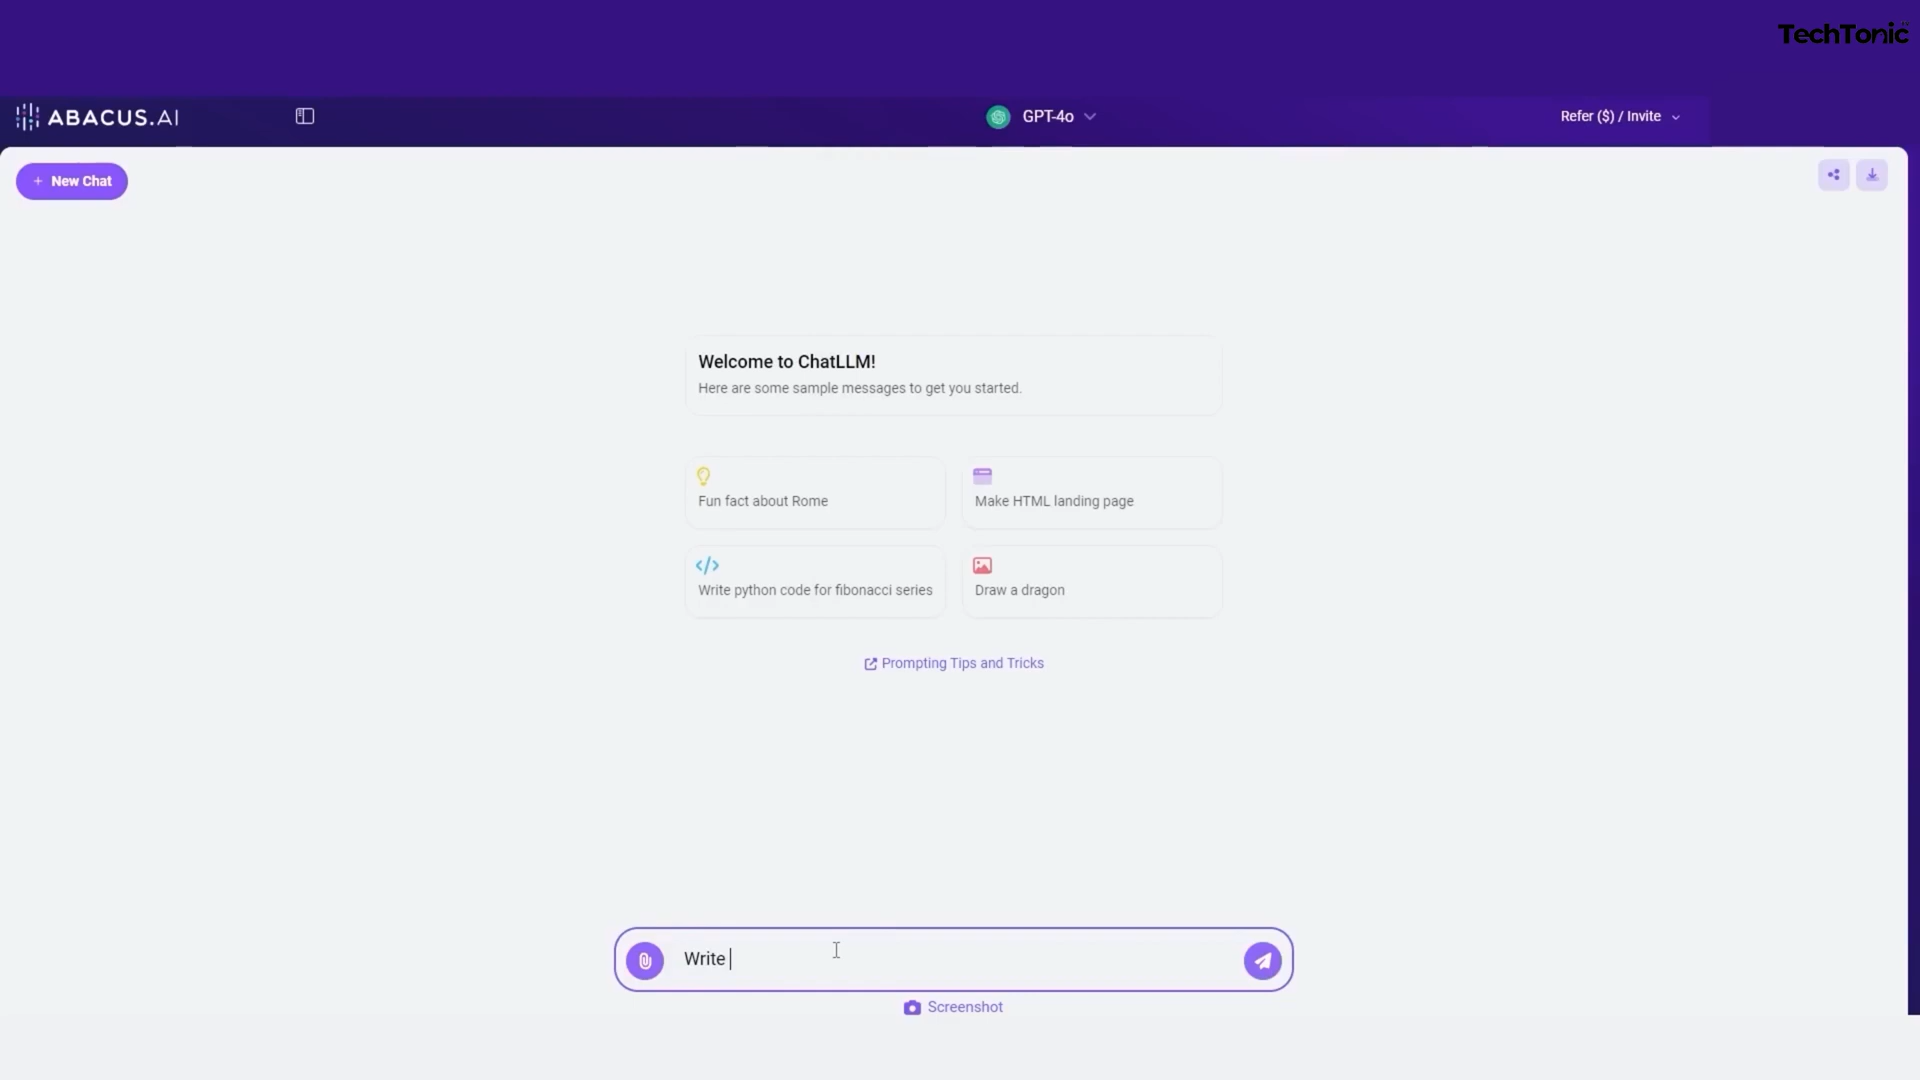 TechTonic
ABACUS.AI
GPT-4o
Refer ($) / Invite
+ New Chat
Welcome to ChatLLM!
Here are some sample messages to get you started.
Fun fact about Rome
Make HTML landing page
Write python code for fibonacci series
Draw a dragon
Prompting Tips and Tricks
Write
Screenshot